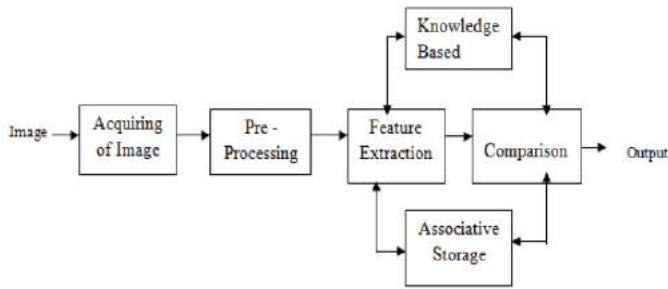 Knowledge
Based
Image
Acquiring
of Image
Pre -
Processing
Feature
Extraction
Comparison
Output
Associative
Storage